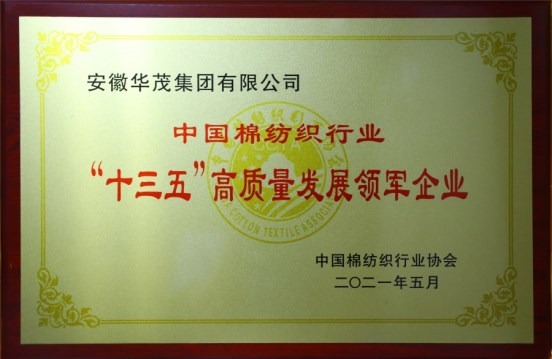 安徽华茂集团有限公司
中国棉纺织行业
“十三五”高质量发展领军企业
中国棉纺织行业协会
二〇二一年五月